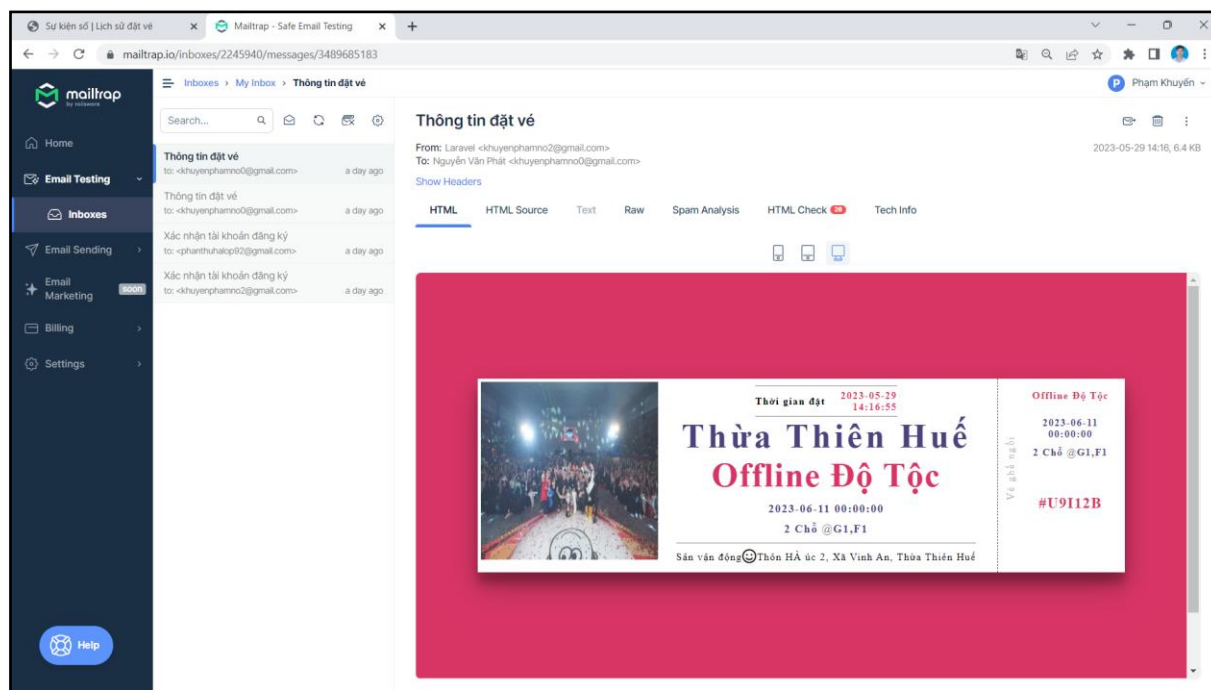 Sự kiện số | Lịch sử đặt vé
Mailtrap - Safe Email Testing
mailtrap.io/inboxes/2245940/messages/3489685183
mailtrap
by railsware
Inboxes › My Inbox › Thông tin đặt vé
P Phạm Khuyến
Search...
Home
Email Testing
Inboxes
Email Sending
Email Marketing
soon
Billing
Settings
Help
Thông tin đặt vé
to: <khuyenphamno0@gmail.com> a day ago
Thông tin đặt vé
to: <khuyenphamno0@gmail.com> a day ago
Xác nhận tài khoản đăng ký
to: <phanthuhalop92@gmail.com> a day ago
Xác nhận tài khoản đăng ký
to: <khuyenphamno2@gmail.com> a day ago
Thông tin đặt vé
From: Laravel <khuyenphamno2@gmail.com>
2023-05-29 14:16, 6.4 KB
To: Nguyễn Văn Phát <khuyenphamno0@gmail.com>
Show Headers
HTML HTML Source Text Raw Spam Analysis HTML Check Tech Info
Thời gian đặt 2023-05-29
14:16:55
Thừa Thiên Huế
Offline Độ Tộc
2023-06-11 00:00:00
2 Chỗ @G1,F1
Sân vận động Thôn HÀ úc 2, Xã Vinh An, Thừa Thiên Huế
Vé ghế ngồi
Offline Độ Tộc
2023-06-11
00:00:00
2 Chỗ @G1,F1
#U9I12B